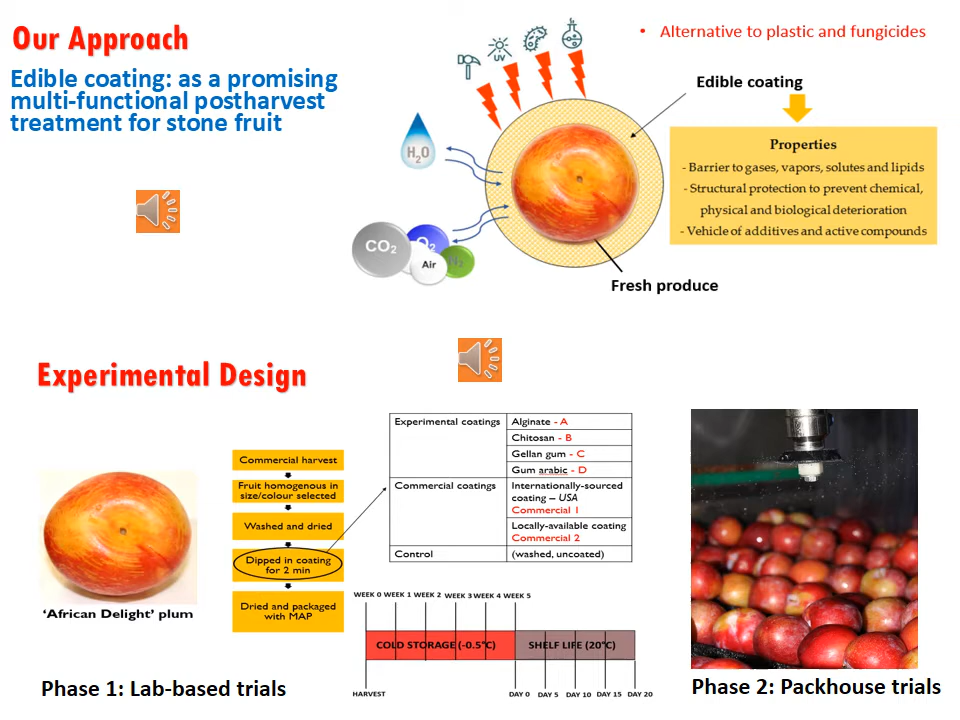 Our Approach
Edible coating: as a promising
multi-functional postharvest
treatment for stone fruit
• Alternative to plastic and fungicides
UV
Edible coating
H₂O
Properties
- Barrier to gases, vapors, solutes and lipids
- Structural protection to prevent chemical,
physical and biological deterioration
- Vehicle of additives and active compounds
CO₂
O₂
Air
N₂
Fresh produce
Experimental Design
'African Delight' plum
Commercial harvest
Fruit homogenous in
size/colour selected
Washed and dried
Dipped in coating
for 2 min
Dried and packaged
with MAP
Experimental coatings
Alginate - A
Chitosan - B
Gellan gum - C
Gum arabic - D
Commercial coatings
Internationally-sourced
coating – USA
Commercial 1
Locally-available coating
Commercial 2
Control
(washed, uncoated)
WEEK 0 WEEK 1 WEEK 2 WEEK 3 WEEK 4 WEEK 5
COLD STORAGE (-0.5℃)
SHELF LIFE (20℃)
HARVEST
DAY 0 DAY 5 DAY 10 DAY 15 DAY 20
Phase 1: Lab-based trials
Phase 2: Packhouse trials